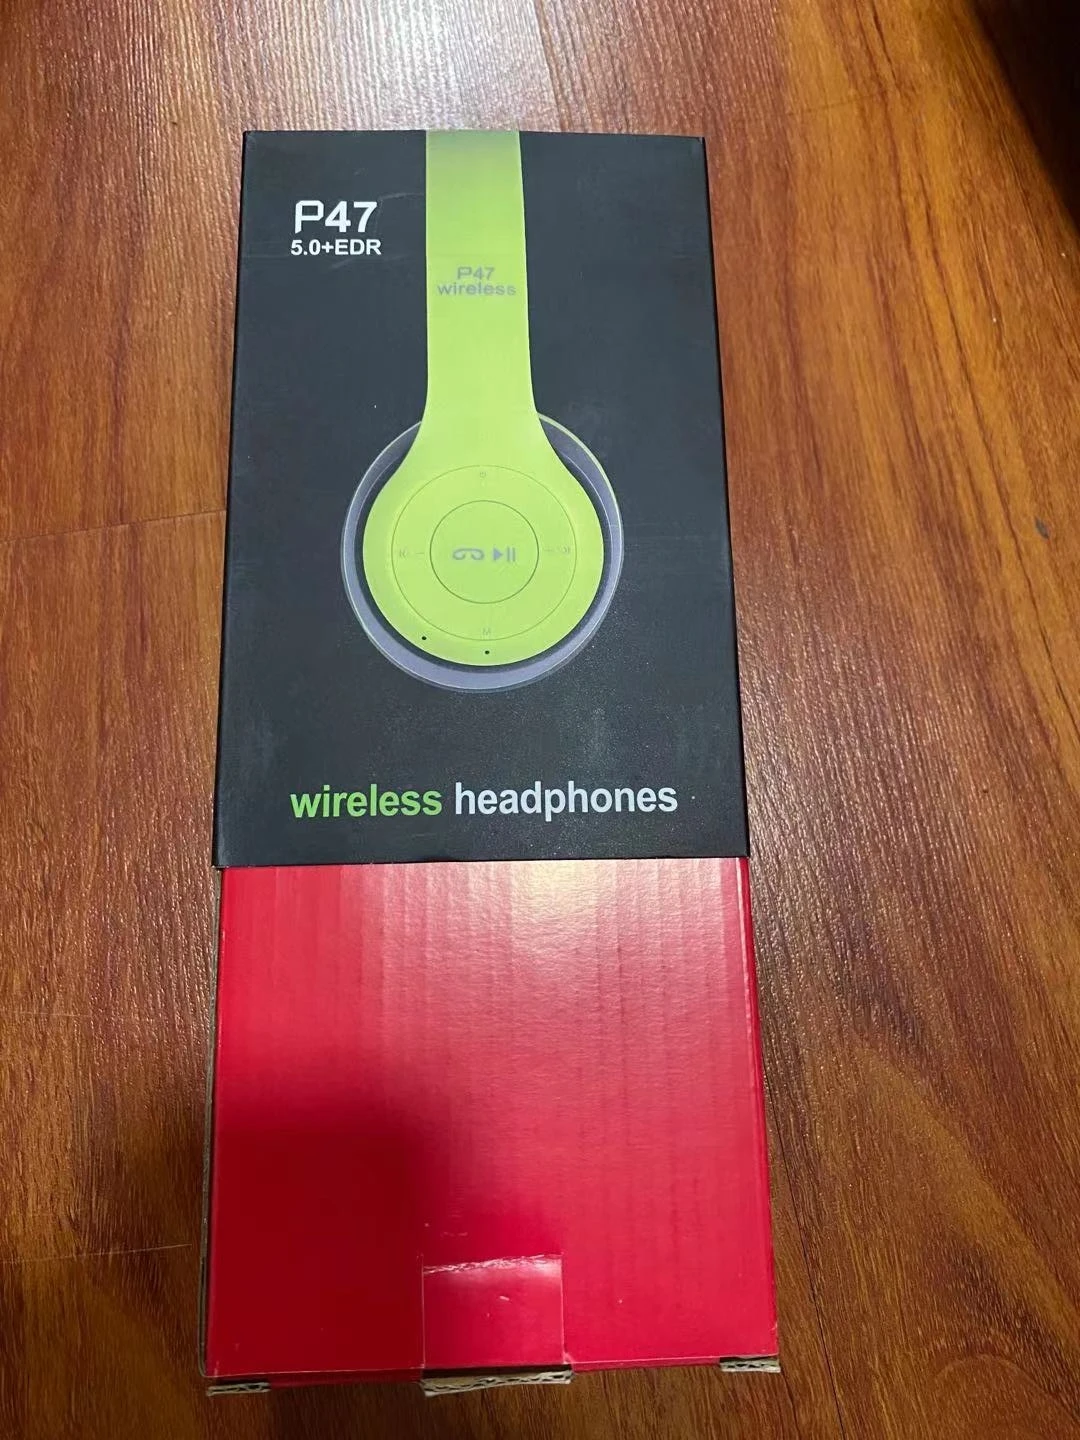 P47
5.0+EDR
P47
wireless
M
wireless headphones